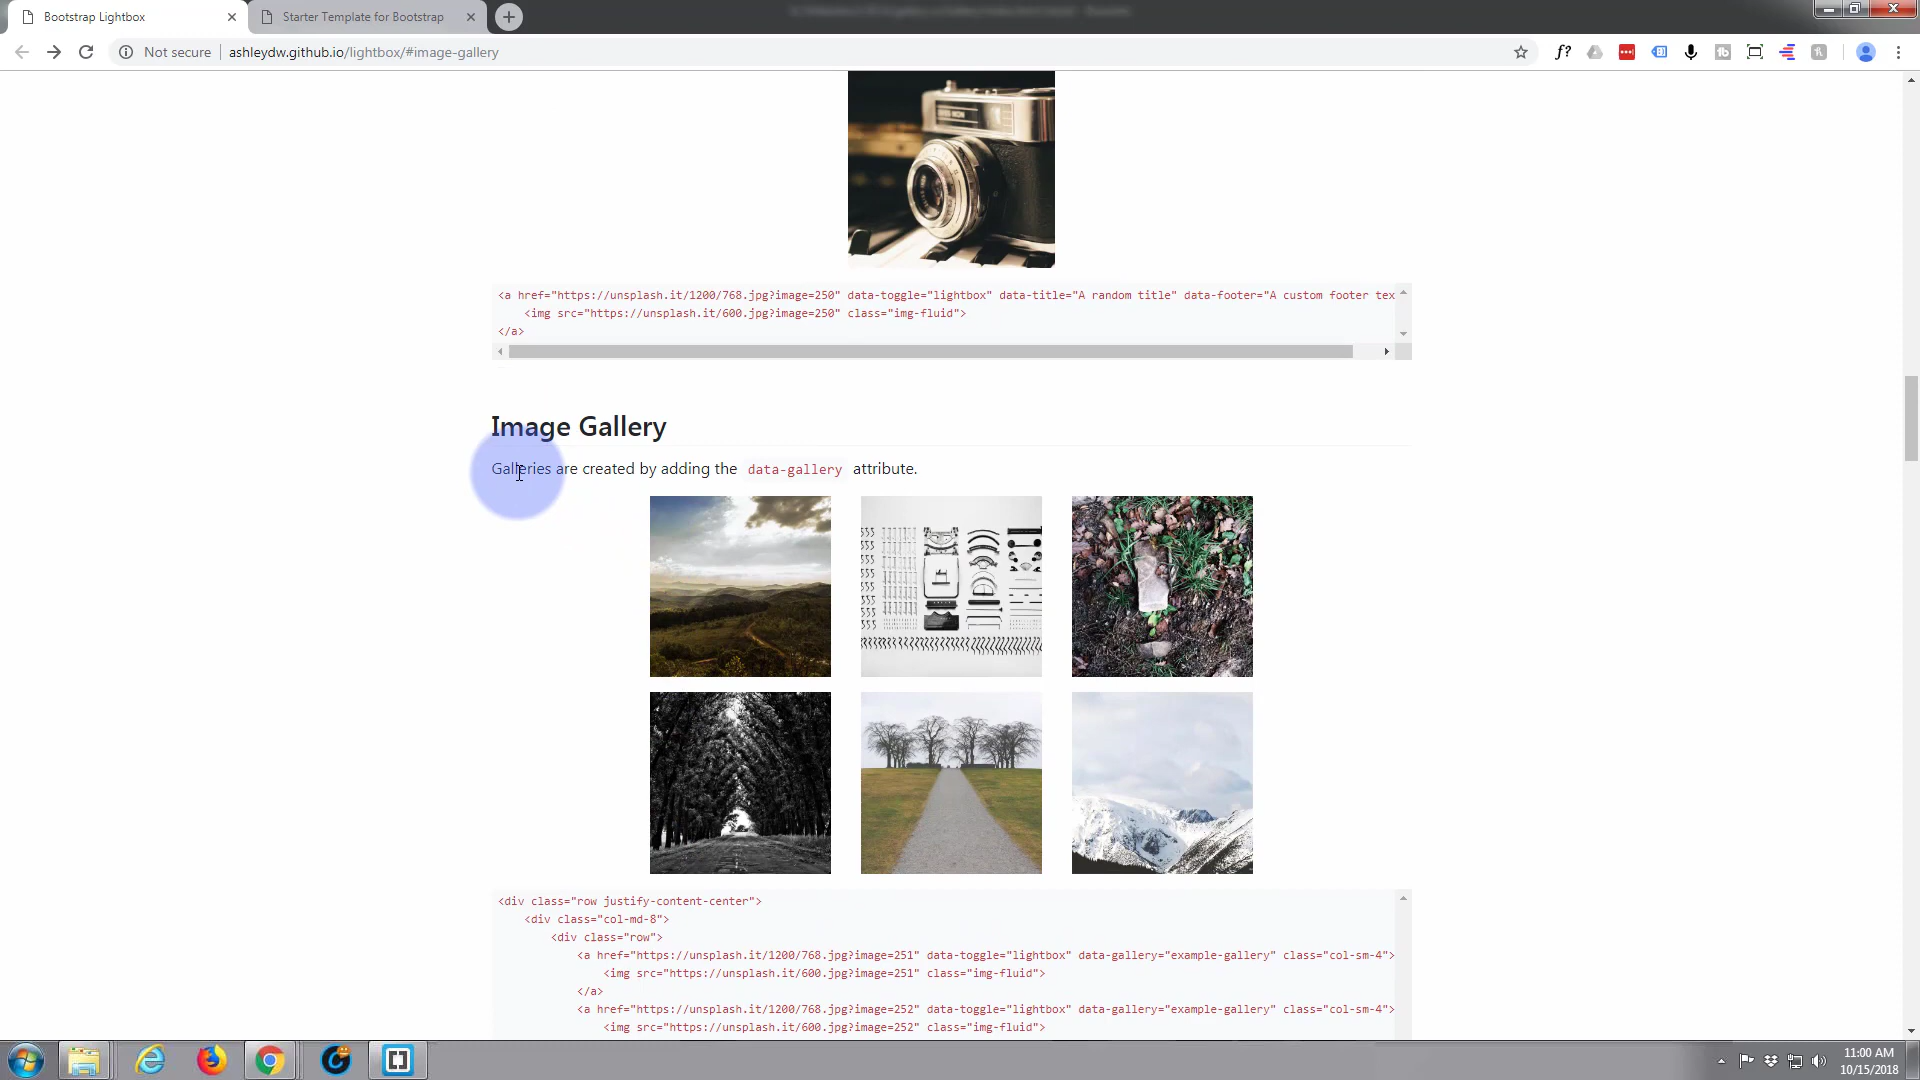 Bootstrap Lightbox
Starter Template for Bootstrap
Not secure
ashleydw.github.io/lightbox/#image-gallery
f?
<a href="https://unsplash.it/1200/768.jpg?image=250" data-toggle="lightbox" data-title="A random title" data-footer="A custom footer tex
<img src="https://unsplash.it/600.jpg?image=250" class="img-fluid">
</a>
Image Gallery
Galleries are created by adding the data-gallery attribute.
<div class="row justify-content-center">
<div class="col-md-8">
<div class="row">
<a href="https://unsplash.it/1200/768.jpg?image=251" data-toggle="lightbox" data-gallery="example-gallery" class="col-sm-4">
<img src="https://unsplash.it/600.jpg?image=251" class="img-fluid">
</a>
<a href="https://unsplash.it/1200/768.jpg?image=252" data-toggle="lightbox" data-gallery="example-gallery" class="col-sm-4">
<img src="https://unsplash.it/600.jpg?image=252" class="img-fluid">
11:00 AM
10/15/2018